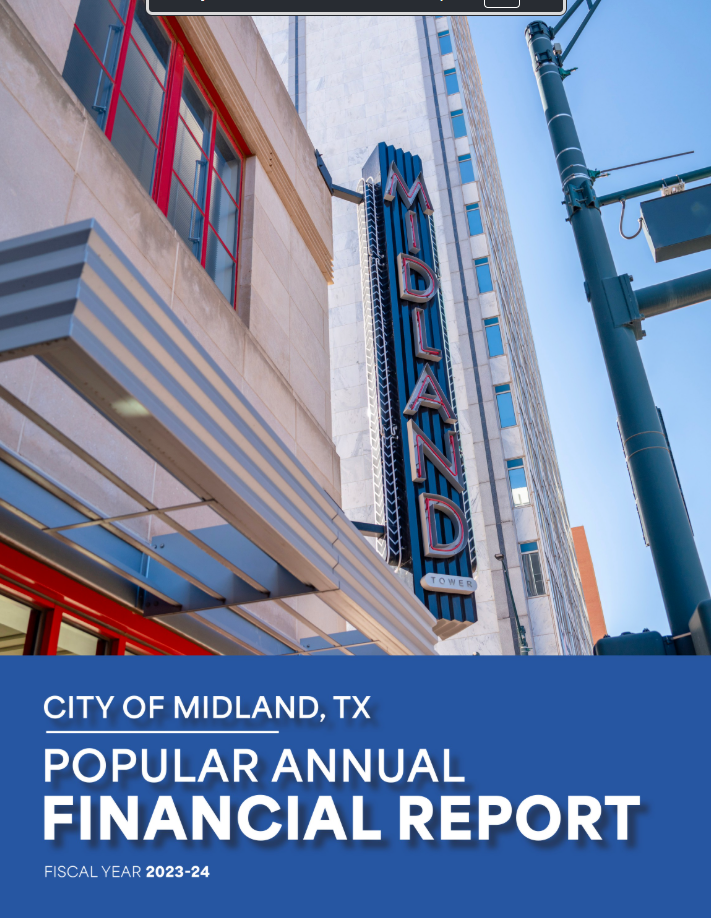 MIDLAND
TOWER
CITY OF MIDLAND, TX
POPULAR ANNUAL
FINANCIAL REPORT
FISCAL YEAR 2023-24